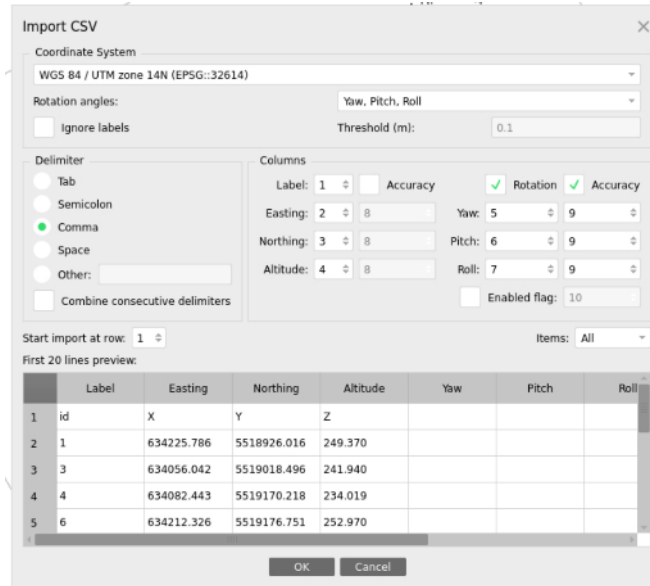 Import CSV
Coordinate System
WGS 84 / UTM zone 14N (EPSG::32614)
Rotation angles: Yaw, Pitch, Roll
Ignore labels Threshold (m): 0.1
Delimiter
Tab
Semicolon
Comma
Space
Other:
Combine consecutive delimiters
Columns
Label: 1 Accuracy Rotation Accuracy
Easting: 2 8 Yaw: 5 9
Northing: 3 8 Pitch: 6 9
Altitude: 4 8 Roll: 7 9
Enabled flag: 10
Start import at row: 1 Items: All
First 20 lines preview:
Label Easting Northing Altitude Yaw Pitch Roll
1 id X Y Z
2 1 634225.786 5518926.016 249.370
3 3 634056.042 5519018.496 241.940
4 4 634082.443 5519170.218 234.019
5 6 634212.326 5519176.751 252.970
OK Cancel